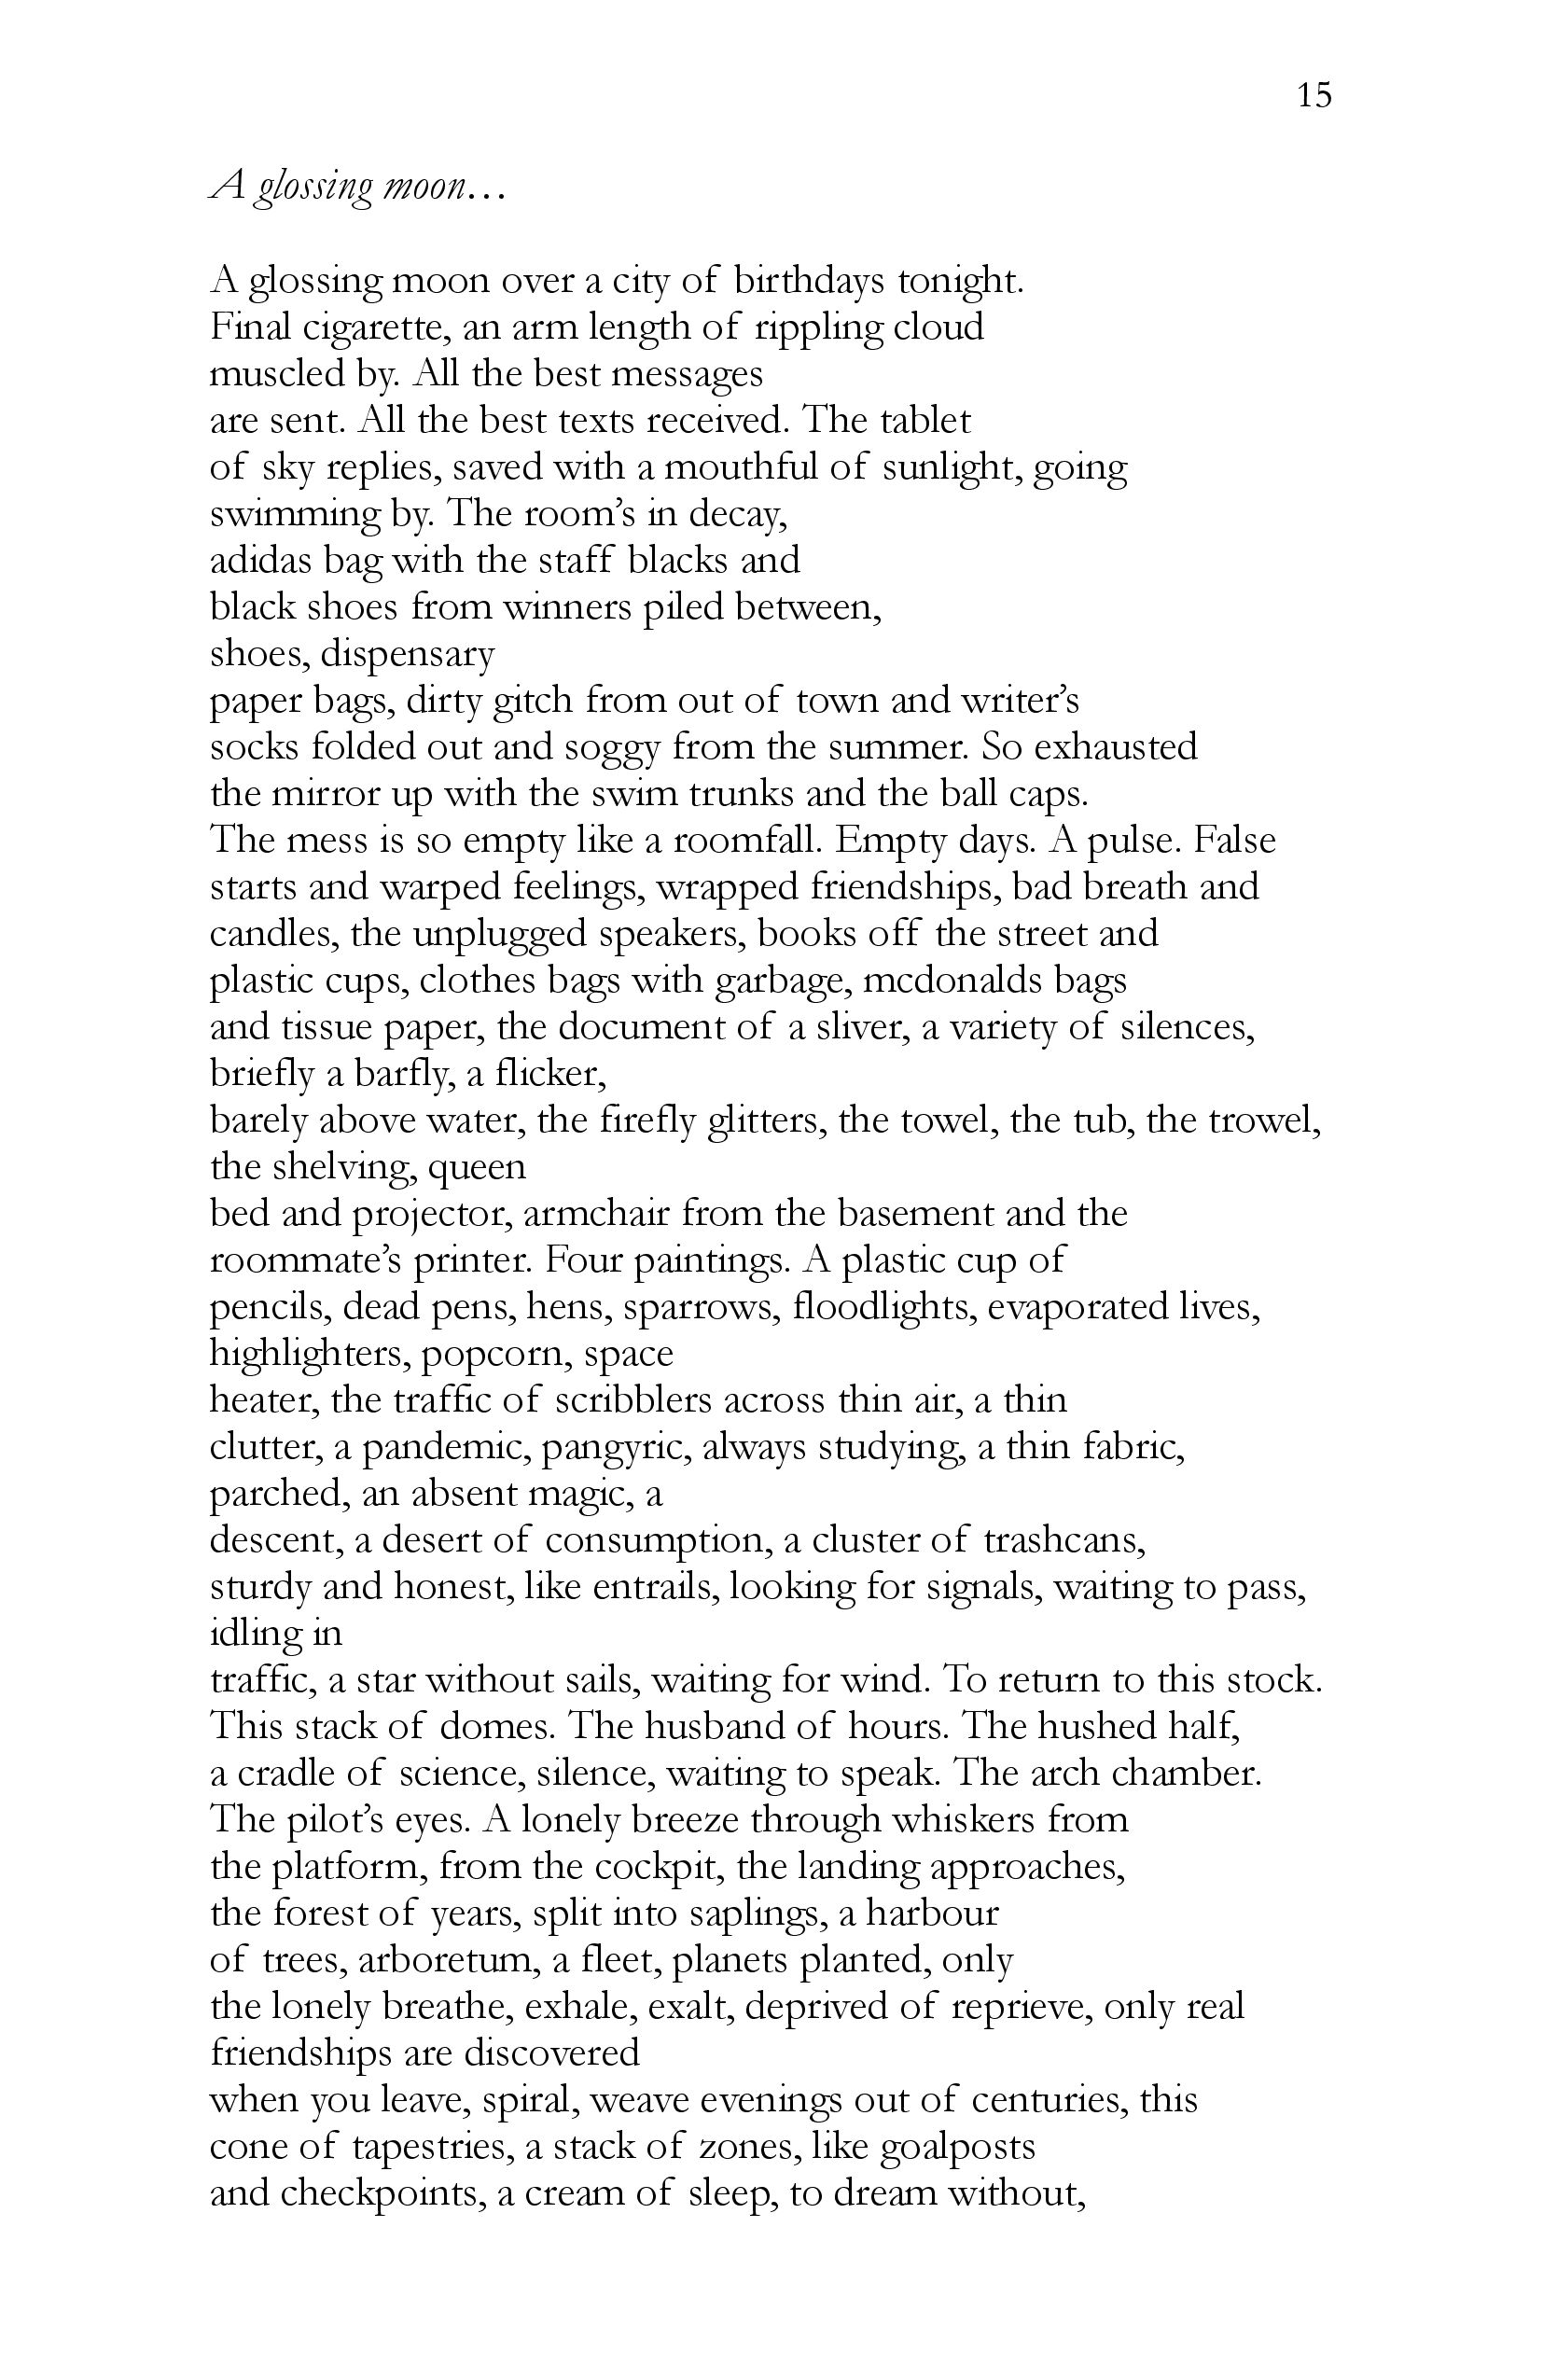 15
A glossing moon…
A glossing moon over a city of birthdays tonight.
Final cigarette, an arm length of rippling cloud
muscled by. All the best messages
are sent. All the best texts received. The tablet
of sky replies, saved with a mouthful of sunlight, going
swimming by. The room’s in decay,
adidas bag with the staff blacks and
black shoes from winners piled between,
shoes, dispensary
paper bags, dirty gitch from out of town and writer’s
socks folded out and soggy from the summer. So exhausted
the mirror up with the swim trunks and the ball caps.
The mess is so empty like a roomfall. Empty days. A pulse. False
starts and warped feelings, wrapped friendships, bad breath and
candles, the unplugged speakers, books off the street and
plastic cups, clothes bags with garbage, mcdonalds bags
and tissue paper, the document of a sliver, a variety of silences,
briefly a barfly, a flicker,
barely above water, the firefly glitters, the towel, the tub, the trowel,
the shelving, queen
bed and projector, armchair from the basement and the
roommate’s printer. Four paintings. A plastic cup of
pencils, dead pens, hens, sparrows, floodlights, evaporated lives,
highlighters, popcorn, space
heater, the traffic of scribblers across thin air, a thin
clutter, a pandemic, pangyric, always studying, a thin fabric,
parched, an absent magic, a
descent, a desert of consumption, a cluster of trashcans,
sturdy and honest, like entrails, looking for signals, waiting to pass,
idling in
traffic, a star without sails, waiting for wind. To return to this stock.
This stack of domes. The husband of hours. The hushed half,
a cradle of science, silence, waiting to speak. The arch chamber.
The pilot’s eyes. A lonely breeze through whiskers from
the platform, from the cockpit, the landing approaches,
the forest of years, split into saplings, a harbour
of trees, arboretum, a fleet, planets planted, only
the lonely breathe, exhale, exalt, deprived of reprieve, only real
friendships are discovered
when you leave, spiral, weave evenings out of centuries, this
cone of tapestries, a stack of zones, like goalposts
and checkpoints, a cream of sleep, to dream without,